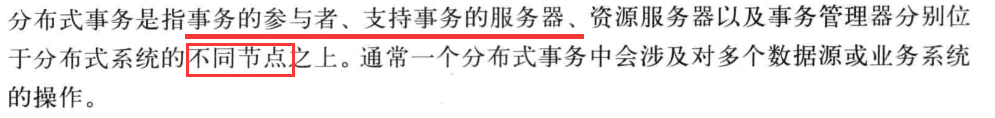 分布式事务是指事务的参与者、支持事务的服务器、资源服务器以及事务管理器分别位
于分布式系统的不同节点之上。通常一个分布式事务中会涉及对多个数据源或业务系统
的操作。